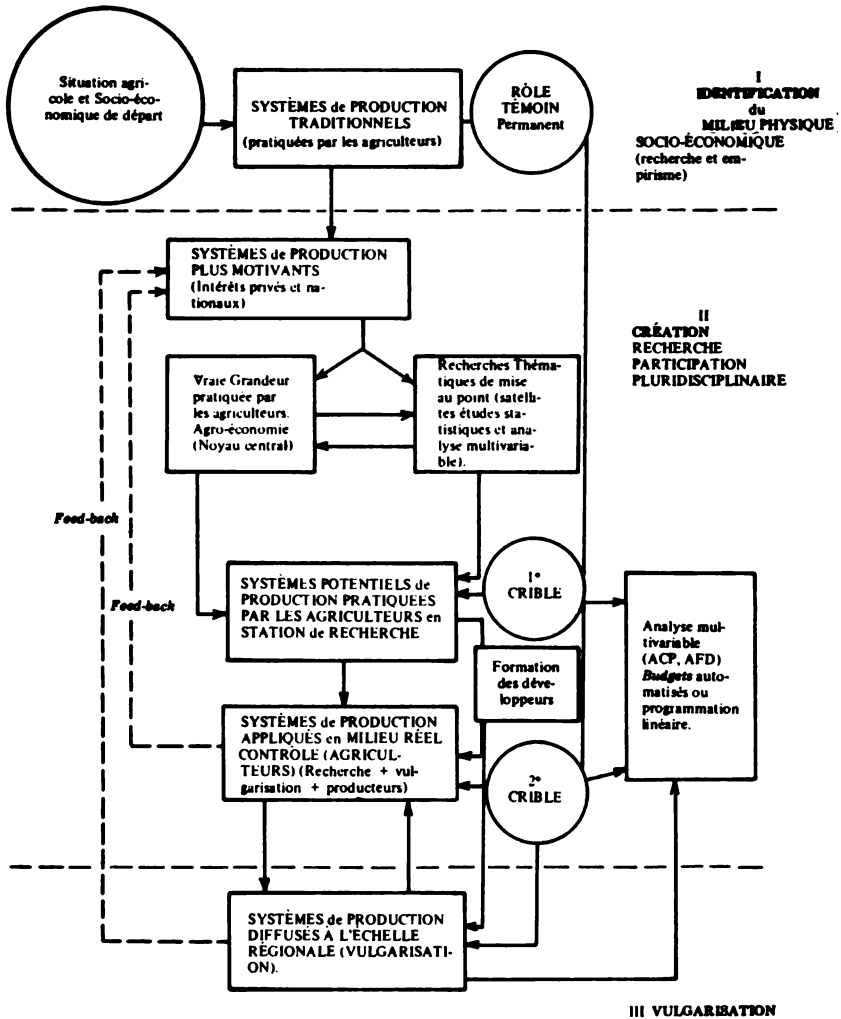 Situation agri-
cole et Socio-éco-
nomique de départ
SYSTÈMES de PRODUCTION
TRADITIONNELS
(pratiquées par les agriculteurs)
RÔLE
TÉMOIN
Permanent
I
IDENTIFICATION
du
MILIEU PHYSIQUE
SOCIO-ÉCONOMIQUE
(recherche et em-
pirisme)
SYSTÈMES de PRODUCTION
PLUS MOTIVANTS
(Intérêts privés et na-
tionaux)
II
CRÉATION
RECHERCHE
PARTICIPATION
PLURIDISCIPLINAIRE
Vraie Grandeur
pratiquée par
les agriculteurs.
Agro-économie
(Noyau central)
Recherches Théma-
tiques de mise
au point (satelli-
tes études sta-
tistiques et ana-
lyse multivaria-
ble).
Feed-back
Feed-back
SYSTÈMES POTENTIELS de
PRODUCTION PRATIQUÉES
PAR LES AGRICULTEURS en
STATION de RECHERCHE
1°
CRIBLE
Analyse mul-
tivariable
(ACP, AFD)
Budgets auto-
matisés ou
programmation
linéaire.
Formation
des déve-
loppeurs
SYSTÈMES de PRODUCTION
APPLIQUÉS en MILIEU RÉEL
CONTRÔLE (AGRICUL-
TEURS) (Recherche + vul-
garisation + producteurs)
2°
CRIBLE
SYSTÈMES de PRODUCTION
DIFFUSÉS À L'ÉCHELLE
RÉGIONALE (VULGARISATI-
ON).
III VULGARISATION